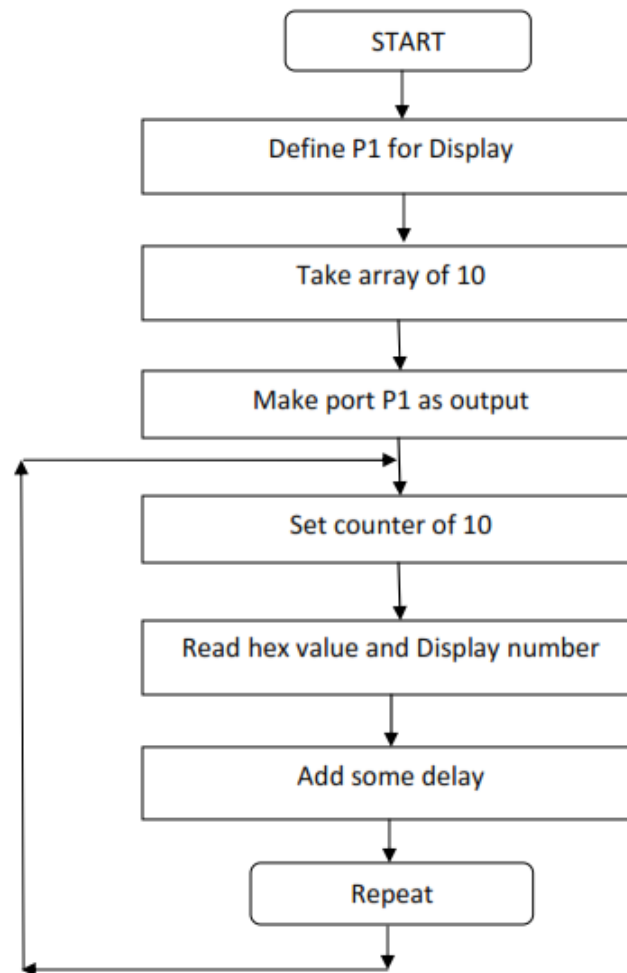 START
Define P1 for Display
Take array of 10
Make port P1 as output
Set counter of 10
Read hex value and Display number
Add some delay
Repeat